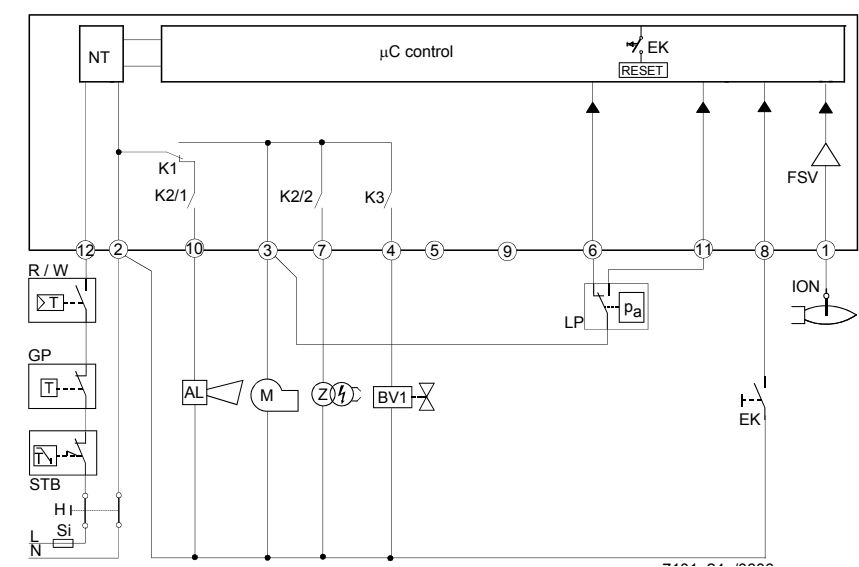 NT
μC control
EK
RESET
K1
FSV
K2/1
K2/2
K3
12
2
10
3
7
4
5
9
6
11
8
1
R / W
T
LP
pa
ION
GP
T
AL
M
Z
BV1
EK
STB
H
Si
L
N